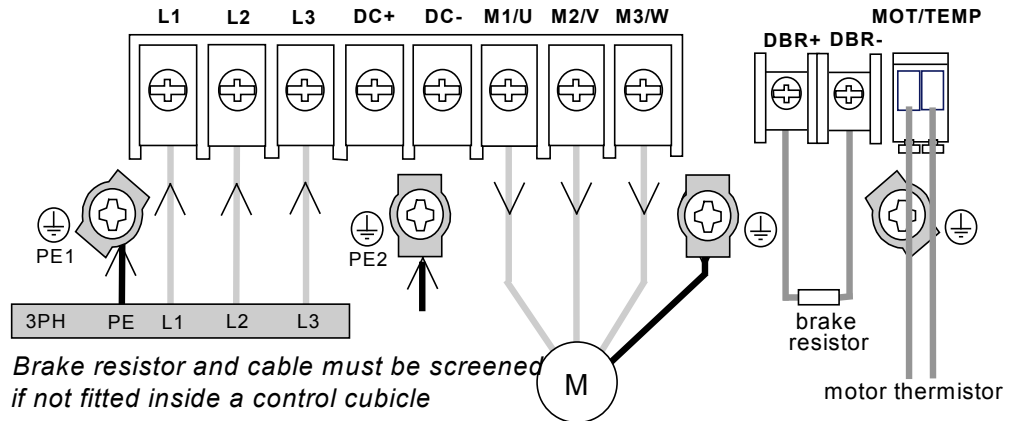 L1 L2 L3 DC+ DC- M1/U M2/V M3/W MOT/TEMP
DBR+ DBR-
PE1
PE2
3PH PE L1 L2 L3
brake
resistor
Brake resistor and cable must be screened
if not fitted inside a control cubicle
M
motor thermistor